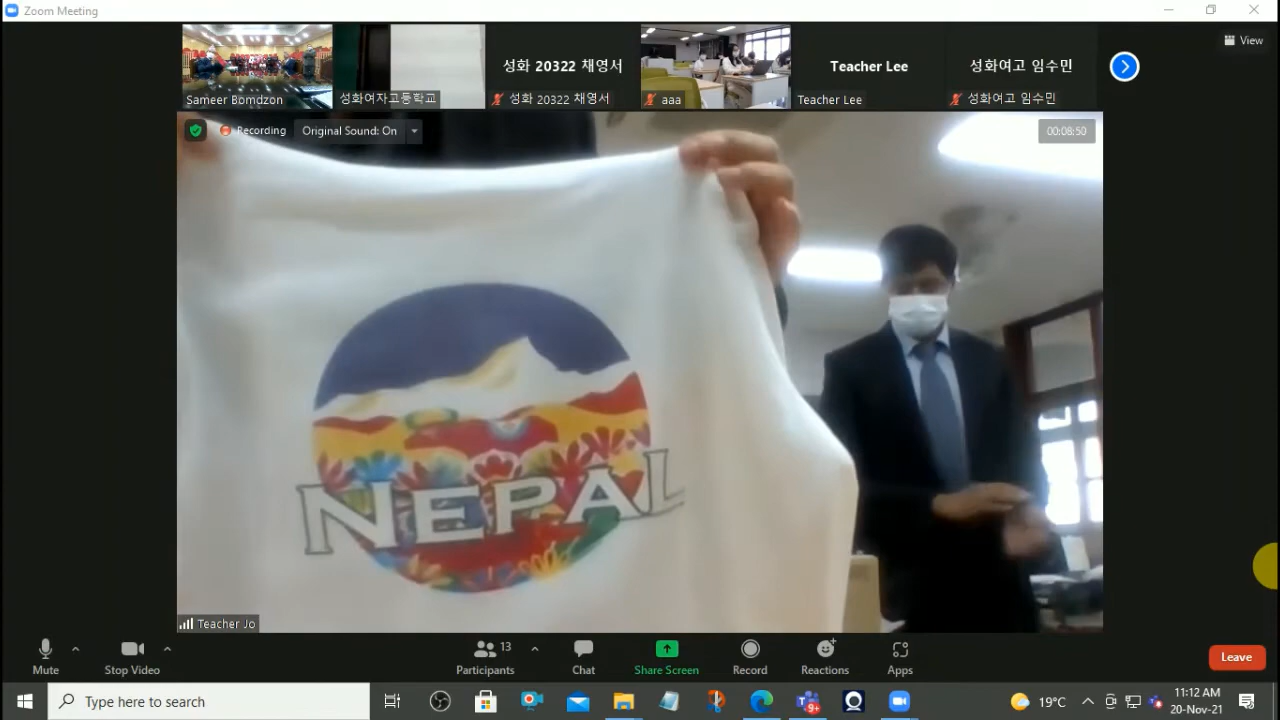 Zoom Meeting
Sameer Bomdzon
성화여자고등학교
성화 20322 채영서
성화 20322 채영서
aaa
Teacher Lee
Teacher Lee
성화여고 임수민
성화여고 임수민
View
Recording
Original Sound: On
00:08:50
NEPAL
Teacher Jo
Mute
Stop Video
13
Participants
Chat
Share Screen
Record
Reactions
Apps
Leave
Type here to search
9+
19°C
11:12 AM
20-Nov-21